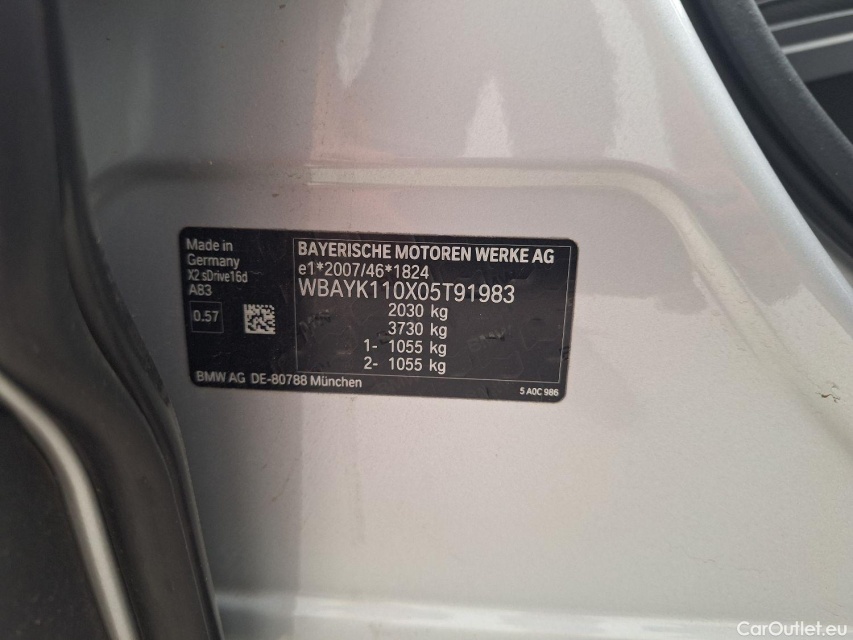 Made in
Germany
X2 sDrive16d
A83
0.57
BAYERISCHE MOTOREN WERKE AG
e1*2007/46*1824
WBAYK110X05T91983
2030 kg
3730 kg
1- 1055 kg
2- 1055 kg
BMW AG DE-80788 München
5 A0C 986
CarOutlet.eu